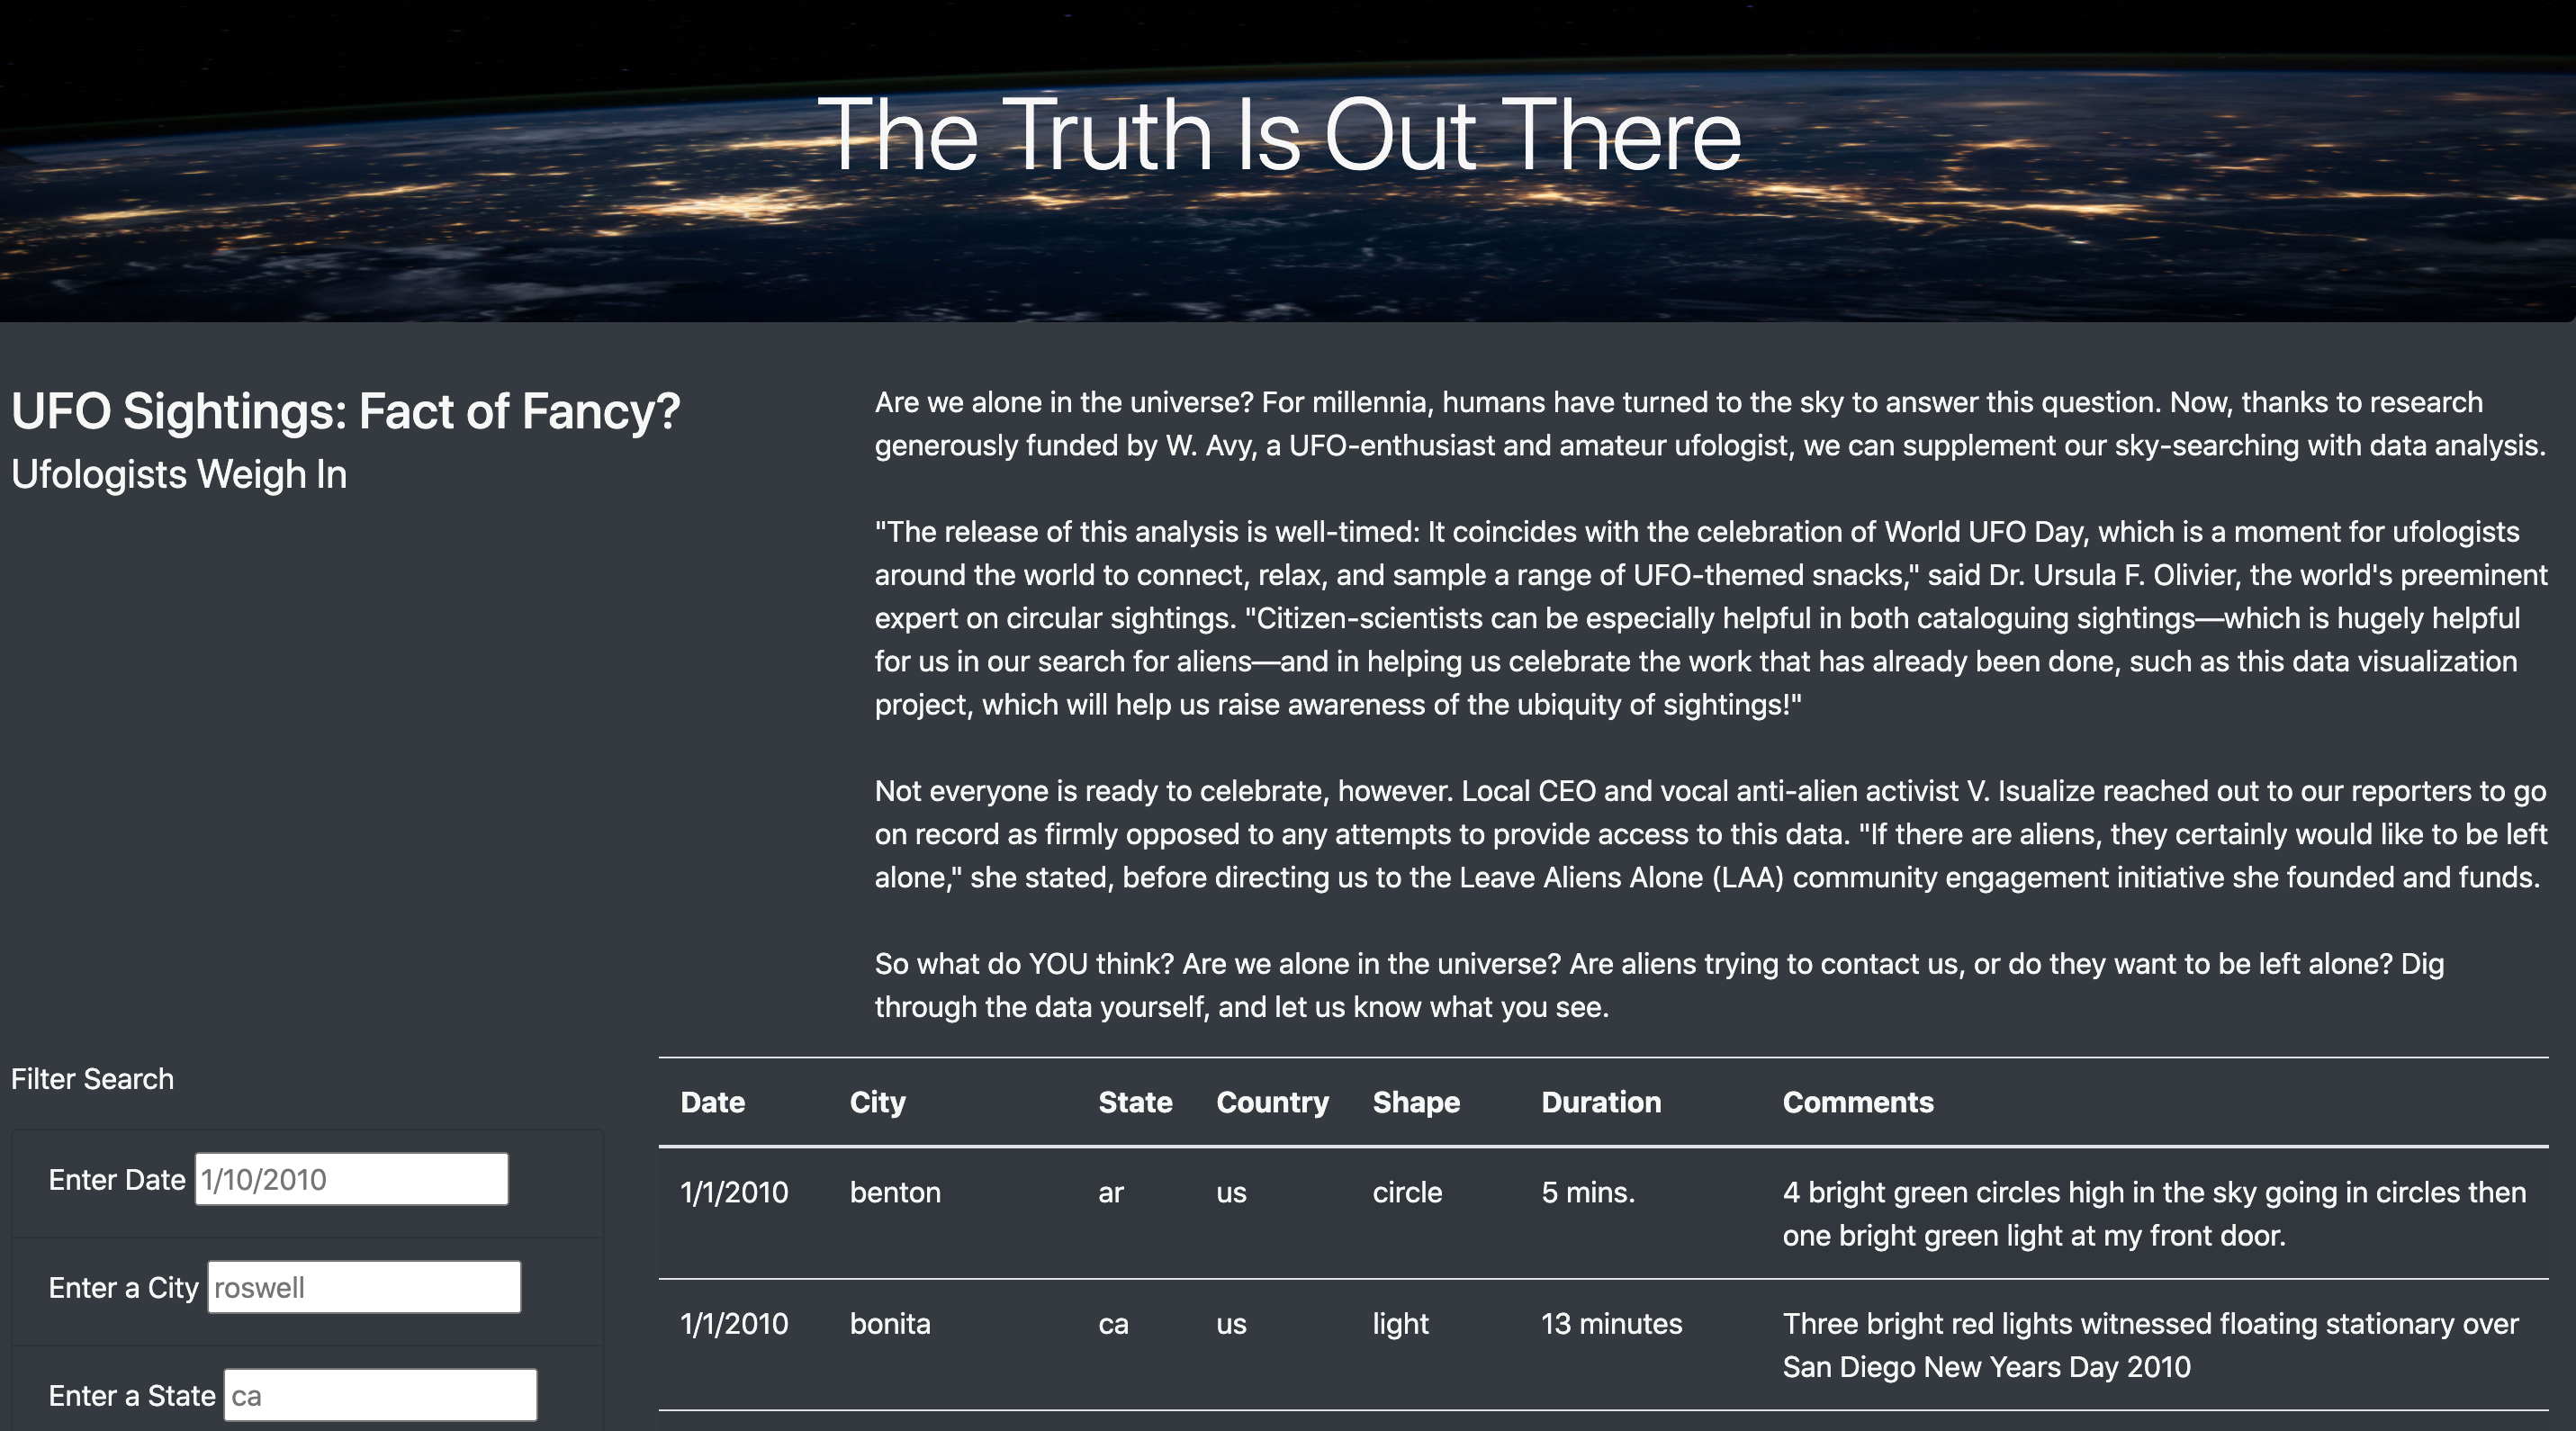 The Truth Is Out There
UFO Sightings: Fact of Fancy?
Ufologists Weigh In
Are we alone in the universe? For millennia, humans have turned to the sky to answer this question. Now, thanks to research
generously funded by W. Avy, a UFO-enthusiast and amateur ufologist, we can supplement our sky-searching with data analysis.
"The release of this analysis is well-timed: It coincides with the celebration of World UFO Day, which is a moment for ufologists
around the world to connect, relax, and sample a range of UFO-themed snacks," said Dr. Ursula F. Olivier, the world's preeminent
expert on circular sightings. "Citizen-scientists can be especially helpful in both cataloguing sightings—which is hugely helpful
for us in our search for aliens—and in helping us celebrate the work that has already been done, such as this data visualization
project, which will help us raise awareness of the ubiquity of sightings!"
Not everyone is ready to celebrate, however. Local CEO and vocal anti-alien activist V. Isualize reached out to our reporters to go
on record as firmly opposed to any attempts to provide access to this data. "If there are aliens, they certainly would like to be left
alone," she stated, before directing us to the Leave Aliens Alone (LAA) community engagement initiative she founded and funds.
So what do YOU think? Are we alone in the universe? Are aliens trying to contact us, or do they want to be left alone? Dig
through the data yourself, and let us know what you see.
Filter Search
Enter Date 1/10/2010
Enter a City roswell
Enter a State ca
Date City State Country Shape Duration Comments
1/1/2010 benton ar us circle 5 mins. 4 bright green circles high in the sky going in circles then
one bright green light at my front door.
1/1/2010 bonita ca us light 13 minutes Three bright red lights witnessed floating stationary over
San Diego New Years Day 2010